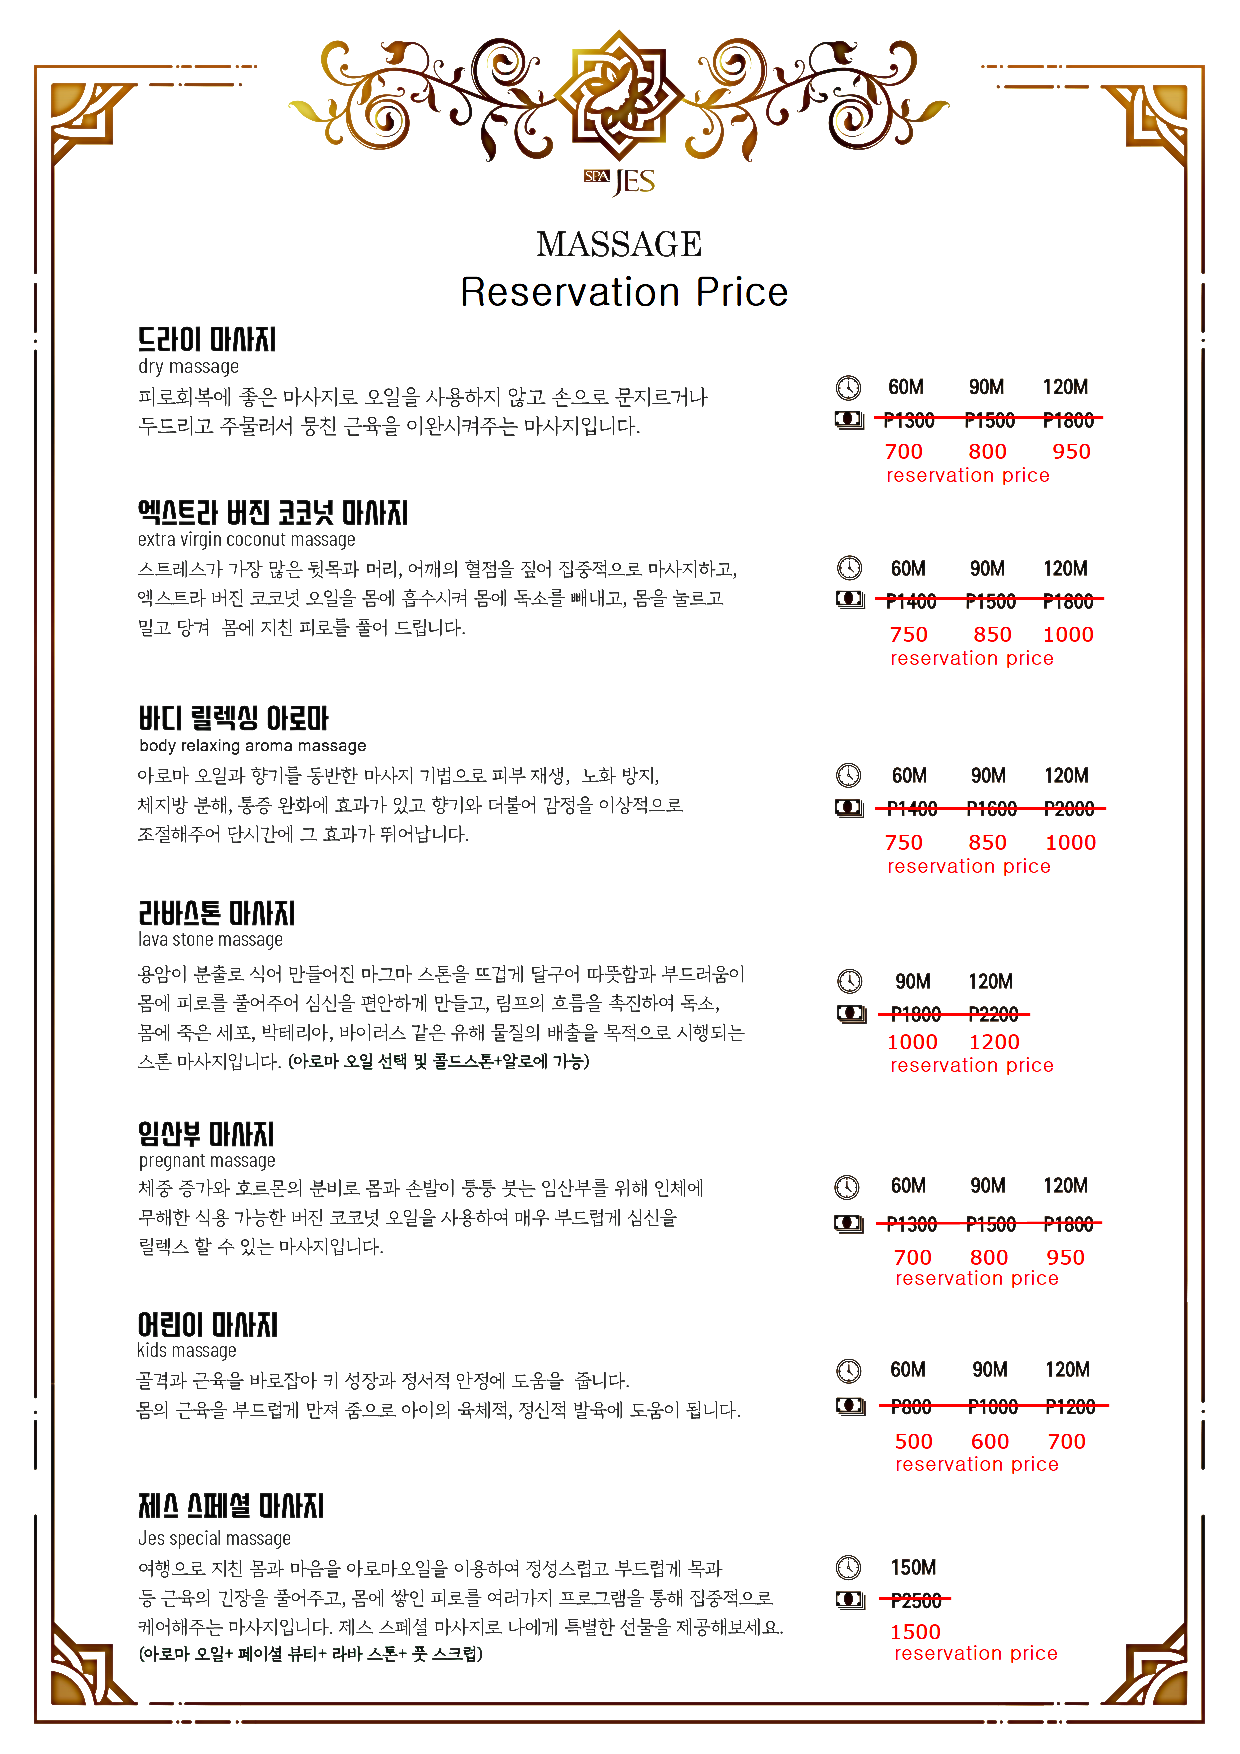 SPA JES
MASSAGE
Reservation Price
드라이 마사지
dry massage
피로회복에 좋은 마사지로 오일을 사용하지 않고 손으로 문지르거나
두드리고 주물러서 뭉친 근육을 이완시켜주는 마사지입니다.
60M 90M 120M
P1300 P1500 P1800
700 800 950
reservation price
엑스트라 버진 코코넛 마사지
extra virgin coconut massage
스트레스가 가장 많은 뒷목과 머리, 어깨의 혈점을 짚어 집중적으로 마사지하고,
엑스트라 버진 코코넛 오일을 몸에 흡수시켜 몸에 독소를 빼내고, 몸을 눌르고
밀고 당겨 몸에 지친 피로를 풀어 드립니다.
60M 90M 120M
P1400 P1500 P1800
750 850 1000
reservation price
바디 릴렉싱 아로마
body relaxing aroma massage
아로마 오일과 향기를 동반한 마사지 기법으로 피부 재생, 노화 방지,
체지방 분해, 통증 완화에 효과가 있고 향기와 더불어 감정을 이상적으로
조절해주어 단시간에 그 효과가 뛰어납니다.
60M 90M 120M
P1400 P1600 P2000
750 850 1000
reservation price
라바스톤 마사지
lava stone massage
용암이 분출로 식어 만들어진 마그마 스톤을 뜨겁게 달구어 따뜻함과 부드러움이
몸에 피로를 풀어주어 심신을 편안하게 만들고, 림프의 흐름을 촉진하여 독소,
몸에 죽은 세포, 박테리아, 바이러스 같은 유해 물질의 배출을 목적으로 시행되는
스톤 마사지입니다. (아로마 오일 선택 및 콜드스톤+알로에 가능)
90M 120M
P1800 P2200
1000 1200
reservation price
임산부 마사지
pregnant massage
체중 증가와 호르몬의 분비로 몸과 손발이 퉁퉁 붓는 임산부를 위해 인체에
무해한 식용 가능한 버진 코코넛 오일을 사용하여 매우 부드럽게 심신을
릴렉스 할 수 있는 마사지입니다.
60M 90M 120M
P1300 P1500 P1800
700 800 950
reservation price
어린이 마사지
kids massage
골격과 근육을 바로잡아 키 성장과 정서적 안정에 도움을 줍니다.
몸의 근육을 부드럽게 만져 줌으로 아이의 육체적, 정신적 발육에 도움이 됩니다.
60M 90M 120M
P800 P1000 P1200
500 600 700
reservation price
제스 스페셜 마사지
Jes special massage
여행으로 지친 몸과 마음을 아로마오일을 이용하여 정성스럽고 부드럽게 목과
등 근육의 긴장을 풀어주고, 몸에 쌓인 피로를 여러가지 프로그램을 통해 집중적으로
케어해주는 마사지입니다. 제스 스페셜 마사지로 나에게 특별한 선물을 제공해보세요..
(아로마 오일+ 페이셜 뷰티+ 라바 스톤+ 풋 스크럽)
150M
P2500
1500
reservation price